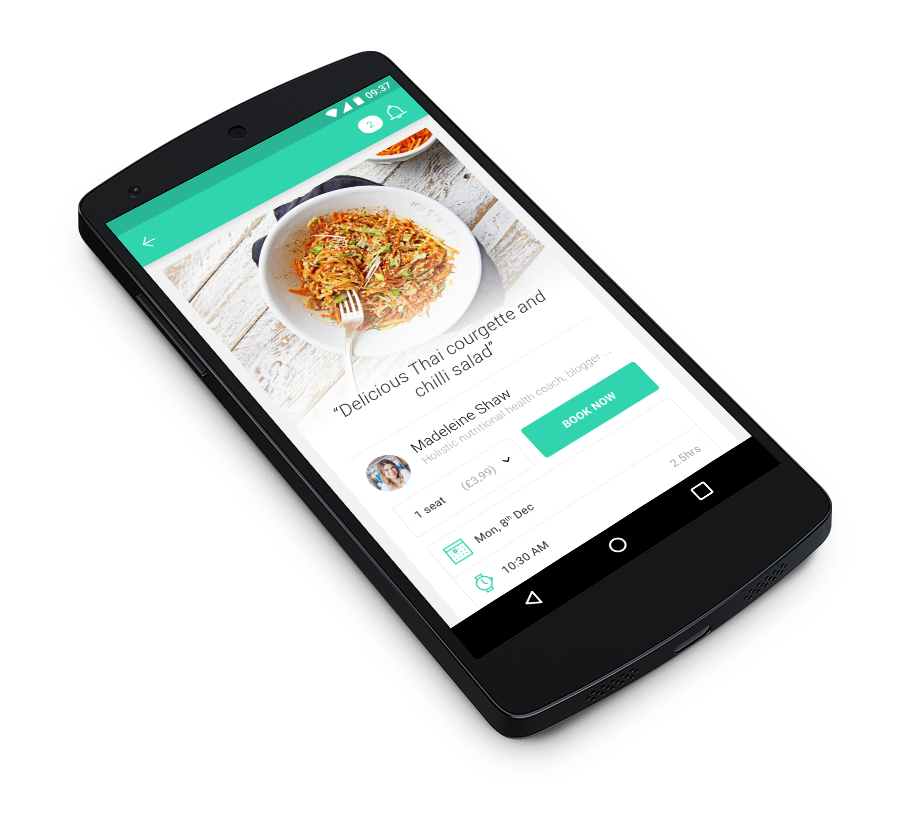 09:37
2
“Delicious Thai courgette and
chilli salad”
Madeleine Shaw
Holistic nutritional health coach, blogger ...
1 seat (£3,99)
BOOK NOW
Mon, 8th Dec 2.5hrs
10:30 AM